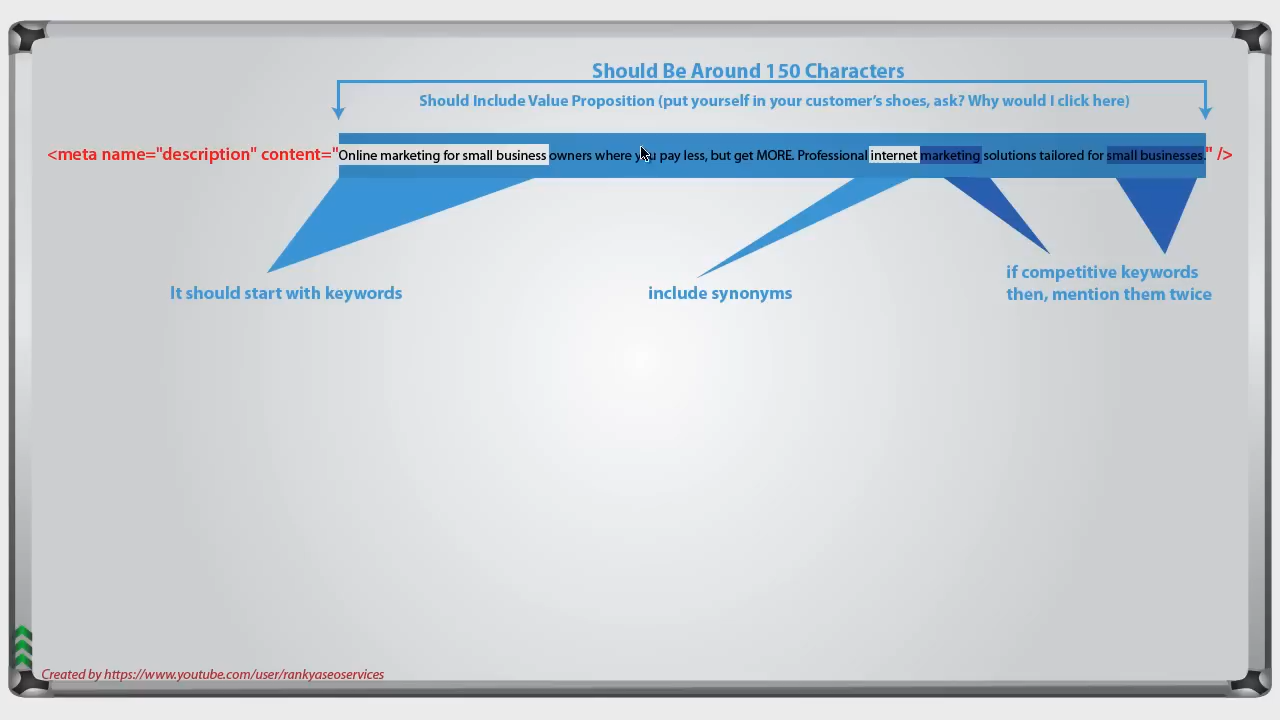 Should Be Around 150 Characters
Should Include Value Proposition (put yourself in your customer's shoes, ask? Why would I click here)
<meta name="description" content="Online marketing for small business owners where you pay less, but get MORE. Professional internet marketing solutions tailored for small businesses." />
It should start with keywords
include synonyms
if competitive keywords
then, mention them twice
Created by https://www.youtube.com/user/rankyaseoservices